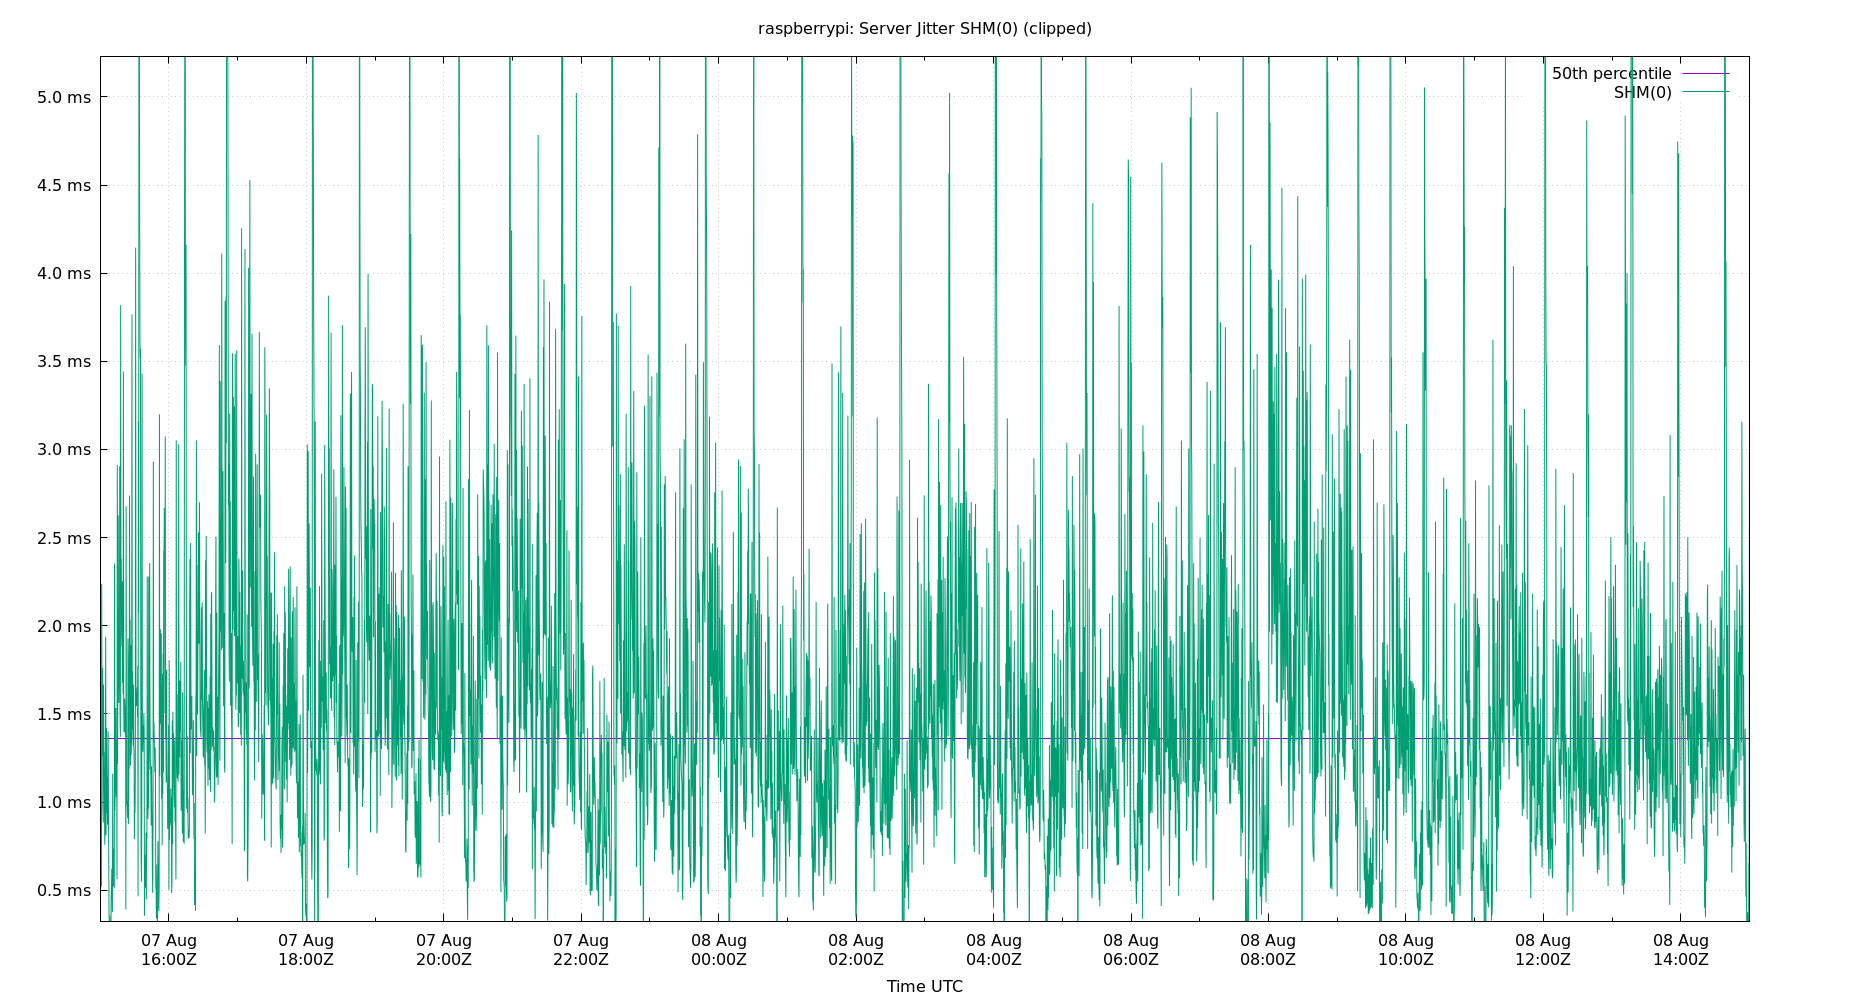 raspberrypi: Server Jitter SHM(0) (clipped)
50th percentile
SHM(0)
5.0 ms
4.5 ms
4.0 ms
3.5 ms
3.0 ms
2.5 ms
2.0 ms
1.5 ms
1.0 ms
0.5 ms
07 Aug 07 Aug 07 Aug 07 Aug 08 Aug 08 Aug 08 Aug 08 Aug 08 Aug 08 Aug 08 Aug 08 Aug
16:00Z 18:00Z 20:00Z 22:00Z 00:00Z 02:00Z 04:00Z 06:00Z 08:00Z 10:00Z 12:00Z 14:00Z
Time UTC